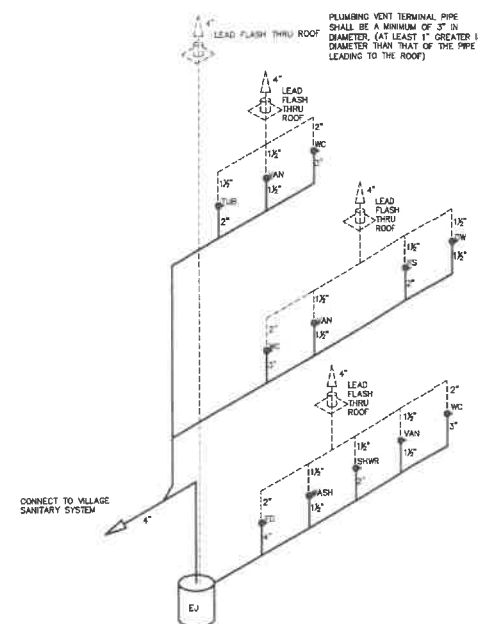 4"
LEAD FLASH THRU ROOF
PLUMBING VENT TERMINAL PIPE
SHALL BE A MINIMUM OF 3" IN
DIAMETER, (AT LEAST 1" GREATER I
DIAMETER THAN THAT OF THE PIPE
LEADING TO THE ROOF)
4"
LEAD
FLASH
THRU
ROOF
2"
WC
3"
1½"
VAN
1½"
1½"
TUB
2"
4"
LEAD
FLASH
THRU
ROOF
1½"
DW
1½"
1½"
KS
2"
1½"
VAN
1½"
2"
WC
3"
4"
LEAD
FLASH
THRU
ROOF
2"
WC
3"
1½"
VAN
1½"
1½"
SHWR
2"
1½"
WASH
1½"
2"
FD
4"
CONNECT TO VILLAGE
SANITARY SYSTEM
4"
EJ